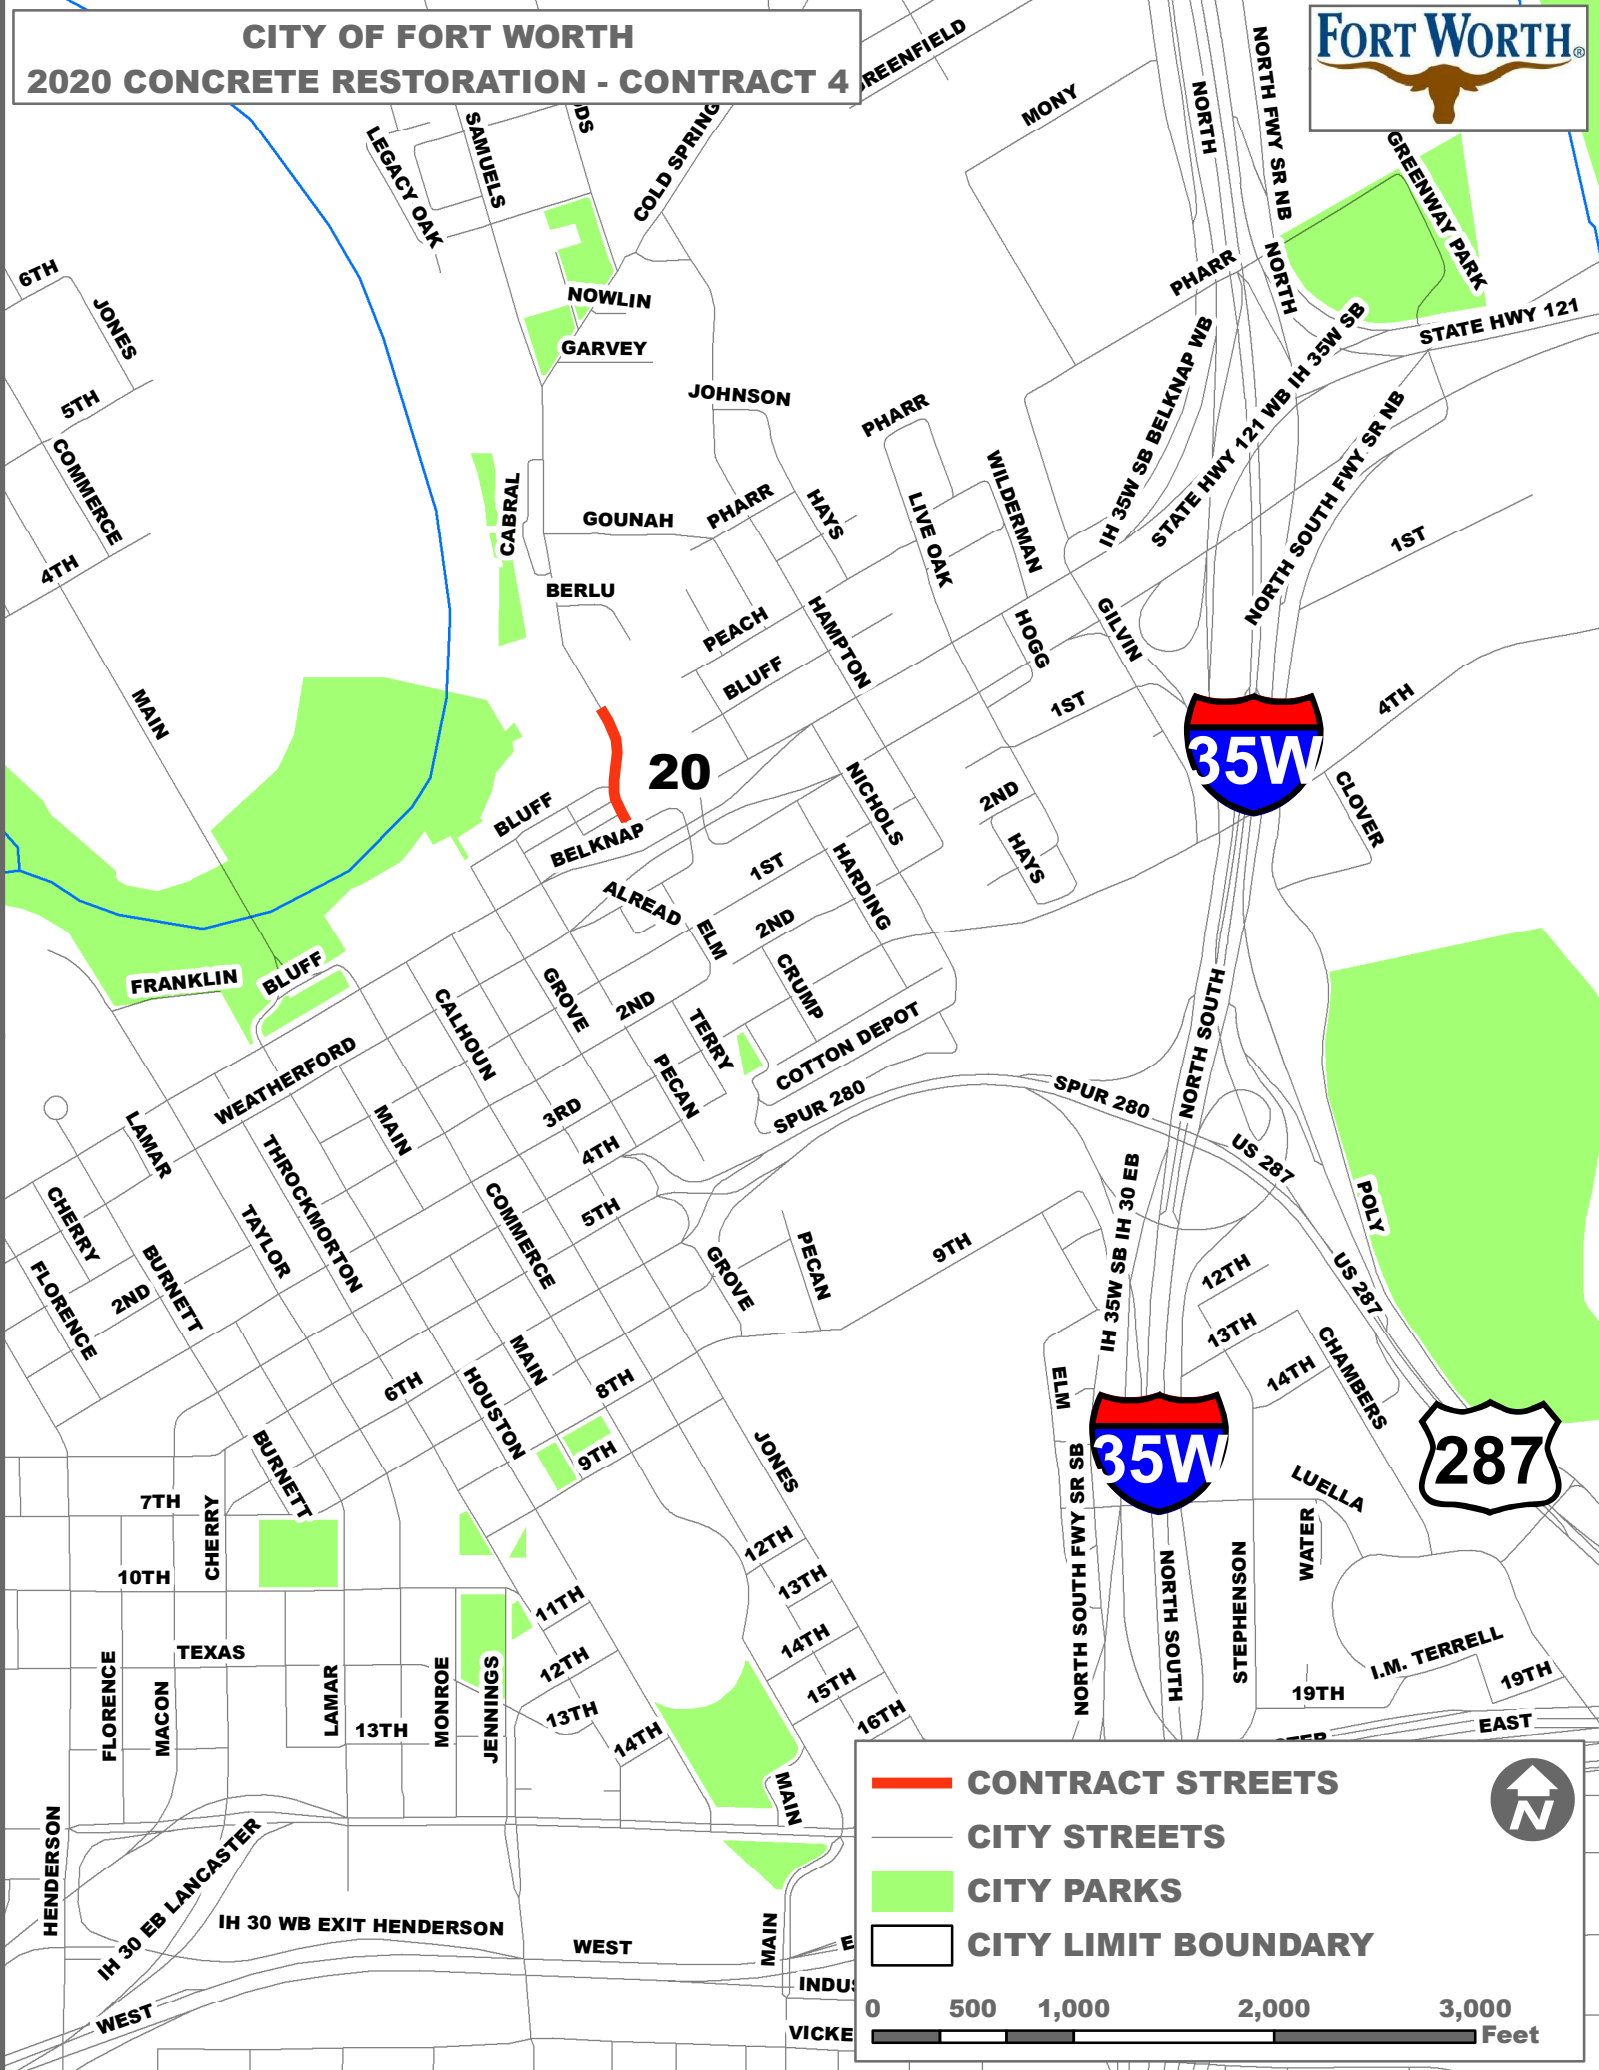 CITY OF FORT WORTH
2020 CONCRETE RESTORATION - CONTRACT 4
FORT WORTH®
GREENFIELD
MONY
NORTH
NORTH FWY SR NB
GREENWAY PARK
SAMUELS
LEGACY OAK
COLD SPRING
6TH
JONES
NOWLIN
GARVEY
PHARR
NORTH
STATE HWY 121
5TH
COMMERCE
4TH
JOHNSON
PHARR
IH 35W SB BELKNAP WB
STATE HWY 121 WB IH 35W SB
NORTH SOUTH FWY SR NB
CABRAL
GOUNAH
PHARR
HAYS
LIVE OAK
WILDERMAN
1ST
BERLU
PEACH
HAMPTON
BLUFF
HOGG
GILVIN
1ST
4TH
MAIN
20
35W
BLUFF
BELKNAP
NICHOLS
2ND
CLOVER
HAYS
1ST
HARDING
ALREAD
ELM
2ND
FRANKLIN
BLUFF
CRUMP
CALHOUN
GROVE
2ND
TERRY
COTTON DEPOT
NORTH SOUTH
WEATHERFORD
PECAN
SPUR 280
SPUR 280
LAMAR
MAIN
3RD
4TH
US 287
THROCKMORTON
CHERRY
TAYLOR
COMMERCE
5TH
POLY
FLORENCE
2ND
BURNETT
GROVE
PECAN
9TH
IH 35W SB IH 30 EB
12TH
US 287
13TH
CHAMBERS
MAIN
8TH
6TH
HOUSTON
14TH
ELM
35W
287
BURNETT
9TH
JONES
LUELLA
7TH
CHERRY
WATER
10TH
12TH
13TH
11TH
NORTH SOUTH FWY SR SB
NORTH SOUTH
STEPHENSON
TEXAS
14TH
I.M. TERRELL
12TH
15TH
19TH
19TH
FLORENCE
MACON
LAMAR
13TH
MONROE
JENNINGS
13TH
14TH
16TH
EAST
MAIN
HENDERSON
IH 30 EB LANCASTER
IH 30 WB EXIT HENDERSON
WEST
MAIN
WEST
INDUS
VICKE
CONTRACT STREETS
CITY STREETS
CITY PARKS
CITY LIMIT BOUNDARY
N
0 500 1,000 2,000 3,000
Feet